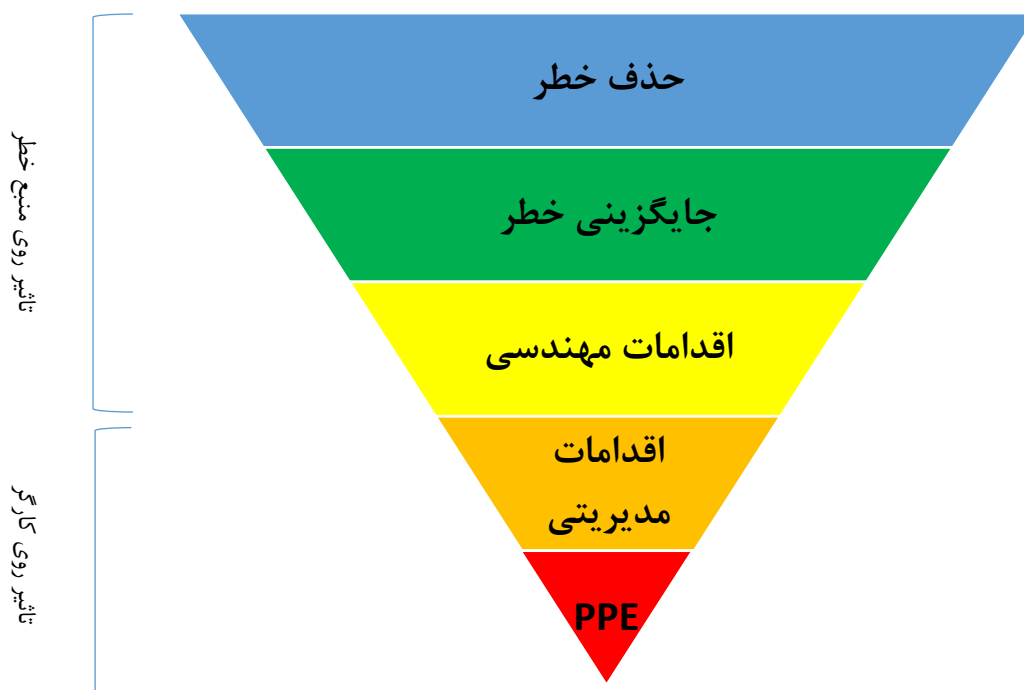 حذف خطر
جایگزینی خطر
اقدامات مهندسی
اقدامات
مدیریتی
PPE
تاثیر روی منبع خطر
تاثیر روی کارگر